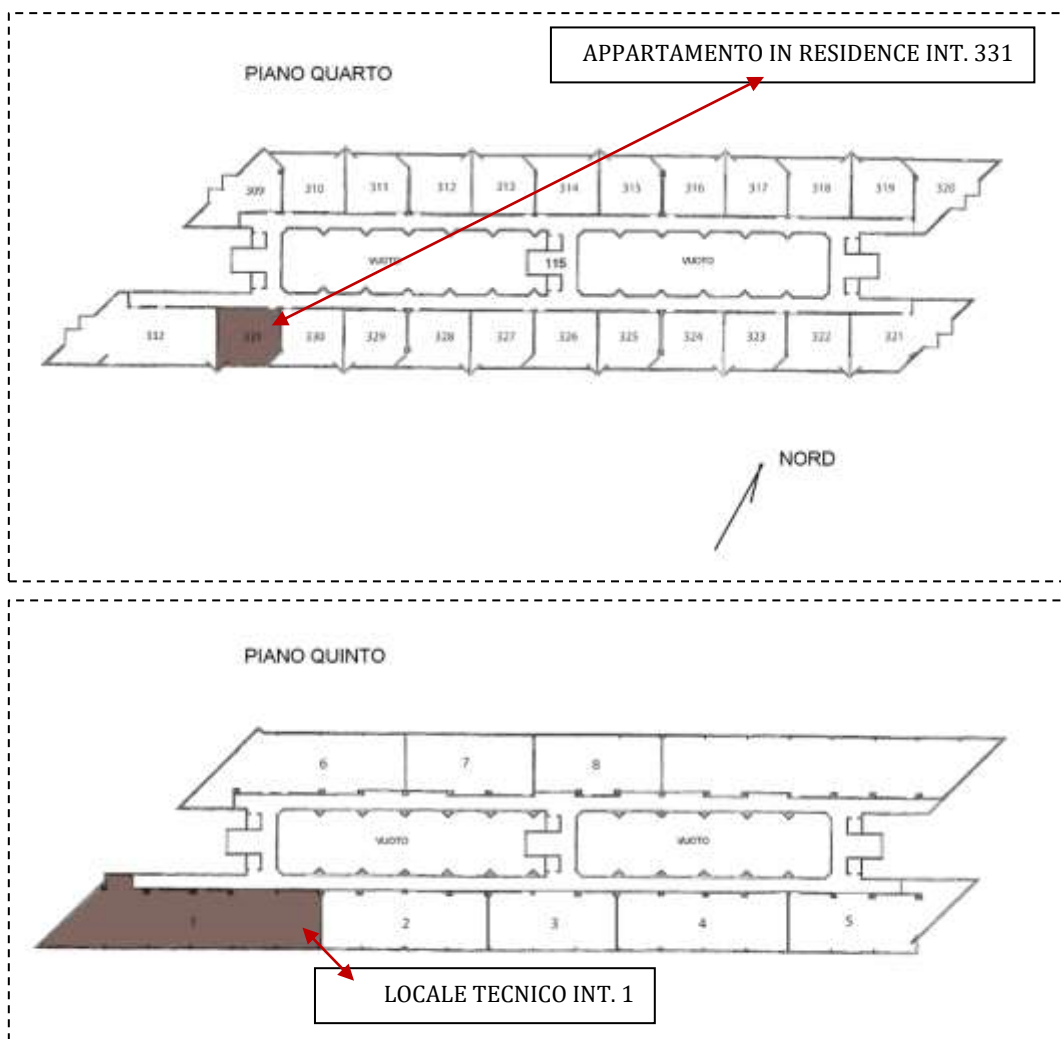 APPARTAMENTO IN RESIDENCE INT. 331
PIANO QUARTO
309 310 311 312 313 314 315 316 317 318 319 320
VUOTO 115 VUOTO
332 331 330 329 328 327 326 325 324 323 322 321
NORD
PIANO QUINTO
6 7 8
VUOTO VUOTO
1 2 3 4 5
LOCALE TECNICO INT. 1